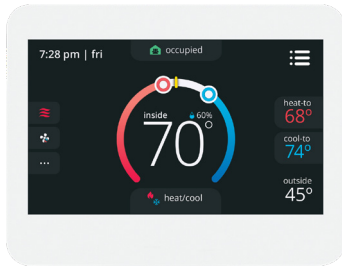 7:28 pm | fri
occupied
inside
60%
70°
heat-to
68°
cool-to
74°
outside
45°
heat/cool